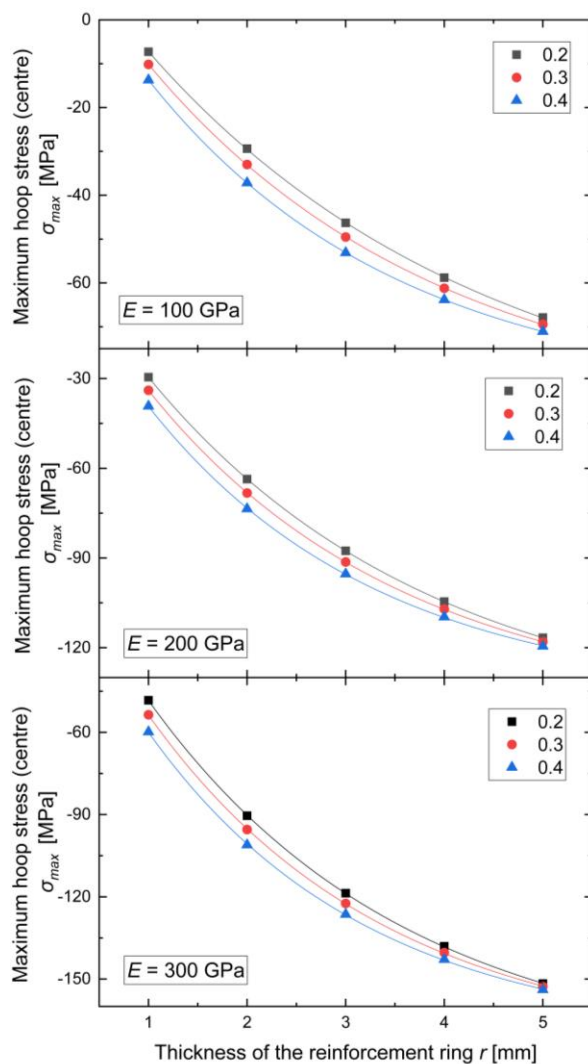 0
-20
-40
-60
Maximum hoop stress (centre)
σmax [MPa]
0.2
0.3
0.4
E = 100 GPa
-30
-60
-90
-120
Maximum hoop stress (centre)
σmax [MPa]
0.2
0.3
0.4
E = 200 GPa
-60
-90
-120
-150
Maximum hoop stress (centre)
σmax [MPa]
0.2
0.3
0.4
E = 300 GPa
1 2 3 4 5
Thickness of the reinforcement ring r [mm]